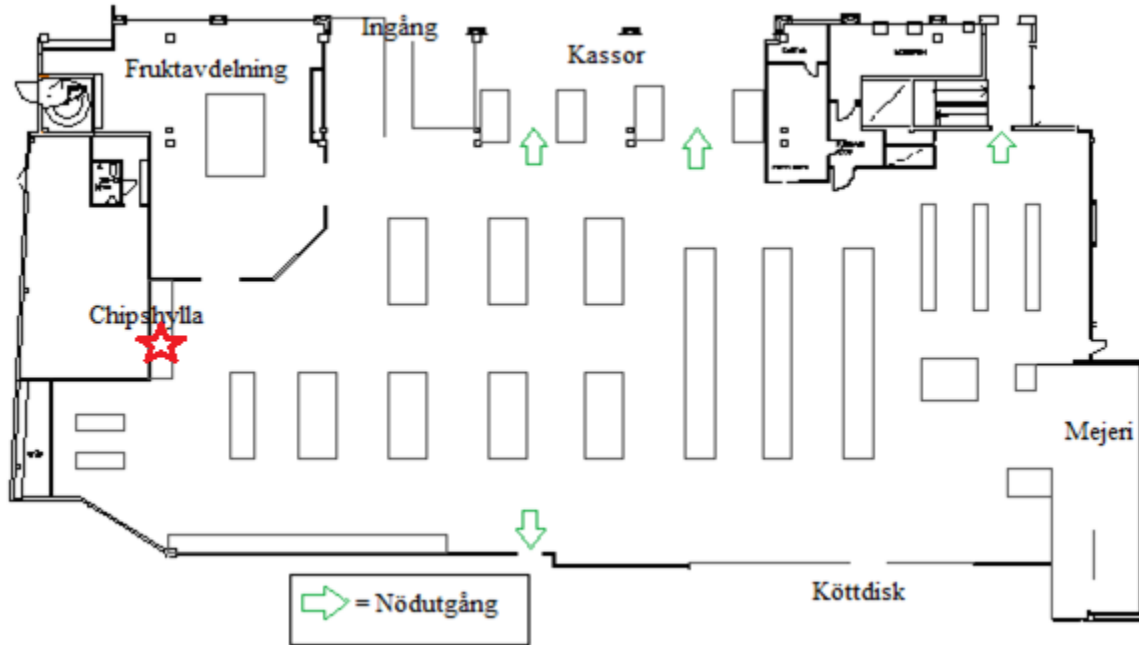 Ingång
Kassor
Fruktavdelning
Chipshylla
Mejeri
Köttdisk
= Nödutgång